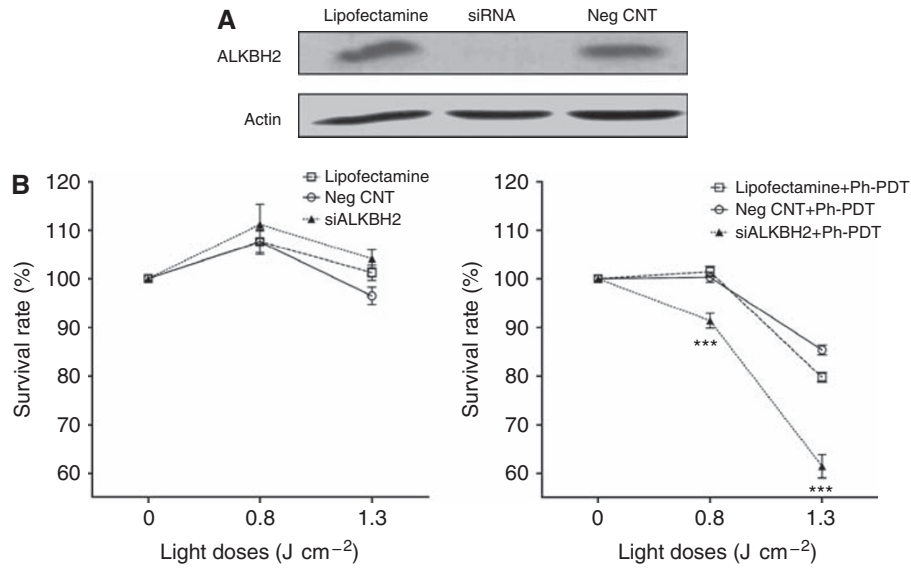 A
Lipofectamine siRNA Neg CNT
ALKBH2
Actin
B
120
110
100
90
80
70
60
Survival rate (%)
Lipofectamine
Neg CNT
siALKBH2
0 0.8 1.3
Light doses (J cm⁻²)
120
110
100
90
80
70
60
Survival rate (%)
Lipofectamine+Ph-PDT
Neg CNT+Ph-PDT
siALKBH2+Ph-PDT
***
***
0 0.8 1.3
Light doses (J cm⁻²)